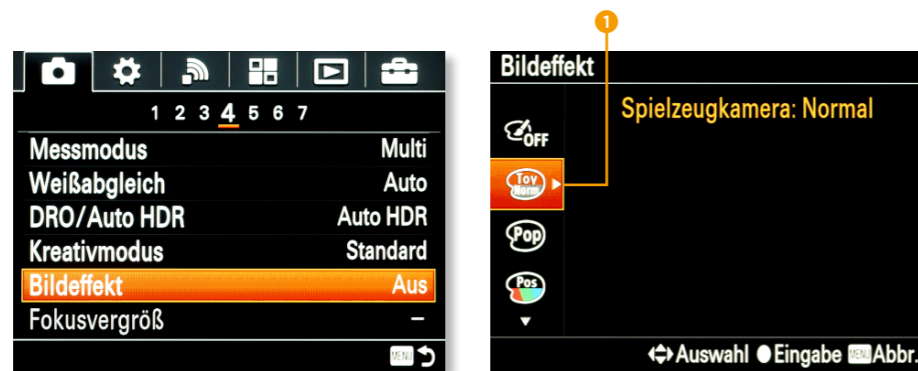 1
1 2 3 4 5 6 7
Messmodus Multi
Weißabgleich Auto
DRO/Auto HDR Auto HDR
Kreativmodus Standard
Bildeffekt Aus
Fokusvergröß –
MENU
Bildeffekt
Spielzeugkamera: Normal
OFF
Toy
Norm
Pop
Pos
Auswahl Eingabe MENU Abbr.